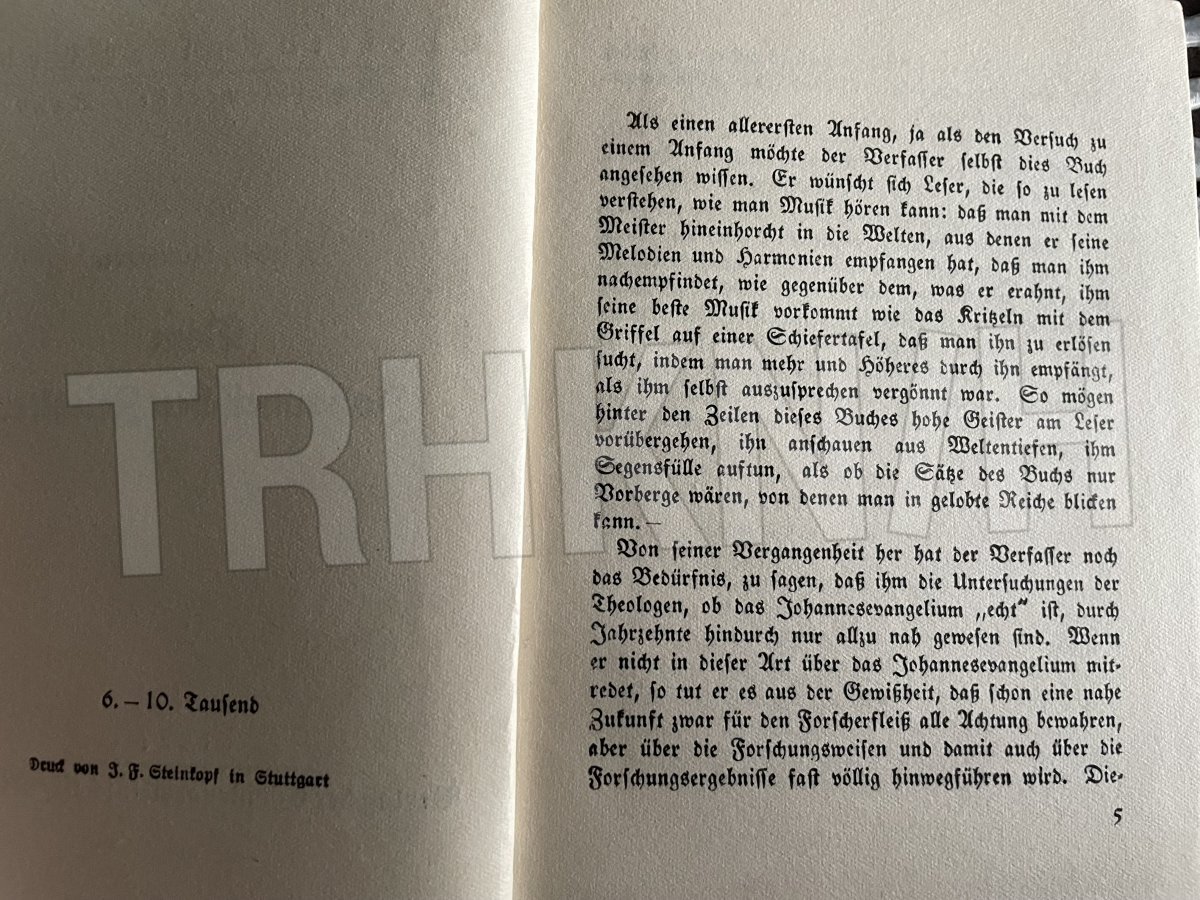 6. – 10. Tausend
Druck von J. F. Steinkopf in Stuttgart
Als einen allerersten Anfang, ja als den Versuch zu
einem Anfang möchte der Verfasser selbst dies Buch
angesehen wissen. Er wünscht sich Leser, die so zu lesen
verstehen, wie man Musik hören kann: daß man mit dem
Meister hineinhorcht in die Welten, aus denen er seine
Melodien und Harmonien empfangen hat, daß man ihm
nachempfindet, wie gegenüber dem, was er erahnt, ihm
seine beste Musik vorkommt wie das Kritzeln mit dem
Griffel auf einer Schiefertafel, daß man ihn zu erlösen
sucht, indem man mehr und Höheres durch ihn empfängt,
als ihm selbst auszusprechen vergönnt war. So mögen
hinter den Zeilen dieses Buches hohe Geister am Leser
vorübergehen, ihn anschauen aus Weltentiefen, ihm
Segensfülle auftun, als ob die Sätze des Buchs nur
Vorberge wären, von denen man in gelobte Reiche blicken
kann. –
Von seiner Vergangenheit her hat der Verfasser noch
das Bedürfnis, zu sagen, daß ihm die Untersuchungen der
Theologen, ob das Johannesevangelium „echt“ ist, durch
Jahrzehnte hindurch nur allzu nah gewesen sind. Wenn
er nicht in dieser Art über das Johannesevangelium mit-
redet, so tut er es aus der Gewißheit, daß schon eine nahe
Zukunft zwar für den Forscherfleiß alle Achtung bewahren,
aber über die Forschungsweisen und damit auch über die
Forschungsergebnisse fast völlig hinwegführen wird. Die-
5